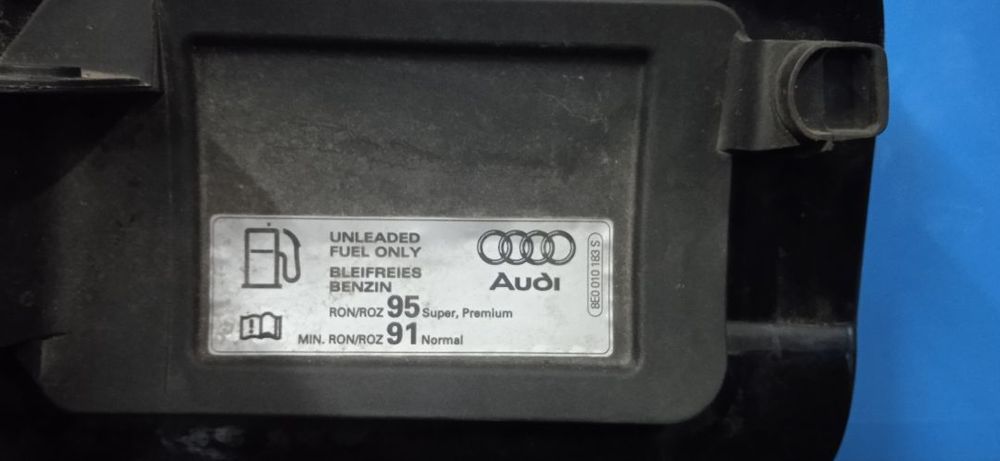 UNLEADED
FUEL ONLY
BLEIFREIES
BENZIN
RON/ROZ 95 Super, Premium
MIN. RON/ROZ 91 Normal
Audi
8E0 010 183 S